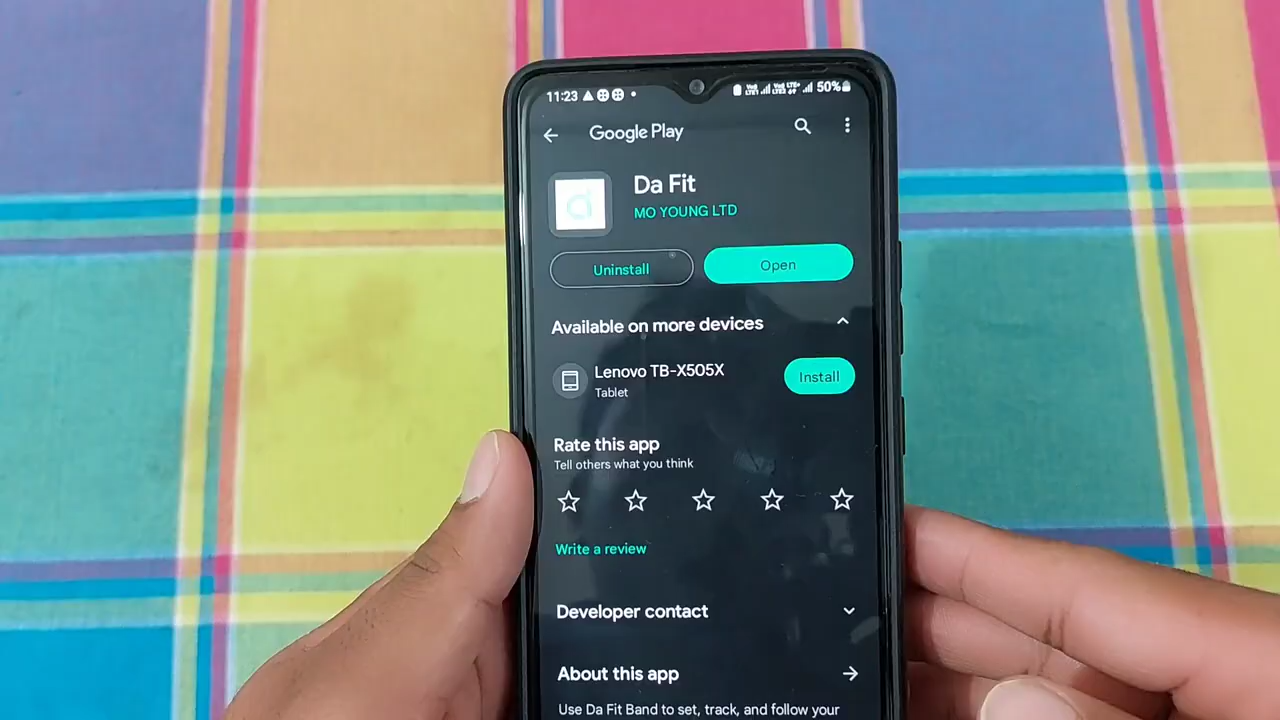 11:23
50%
Google Play
Da Fit
MO YOUNG LTD
Uninstall
Open
Available on more devices
Lenovo TB-X505X
Tablet
Install
Rate this app
Tell others what you think
Write a review
Developer contact
About this app
Use Da Fit Band to set, track, and follow your